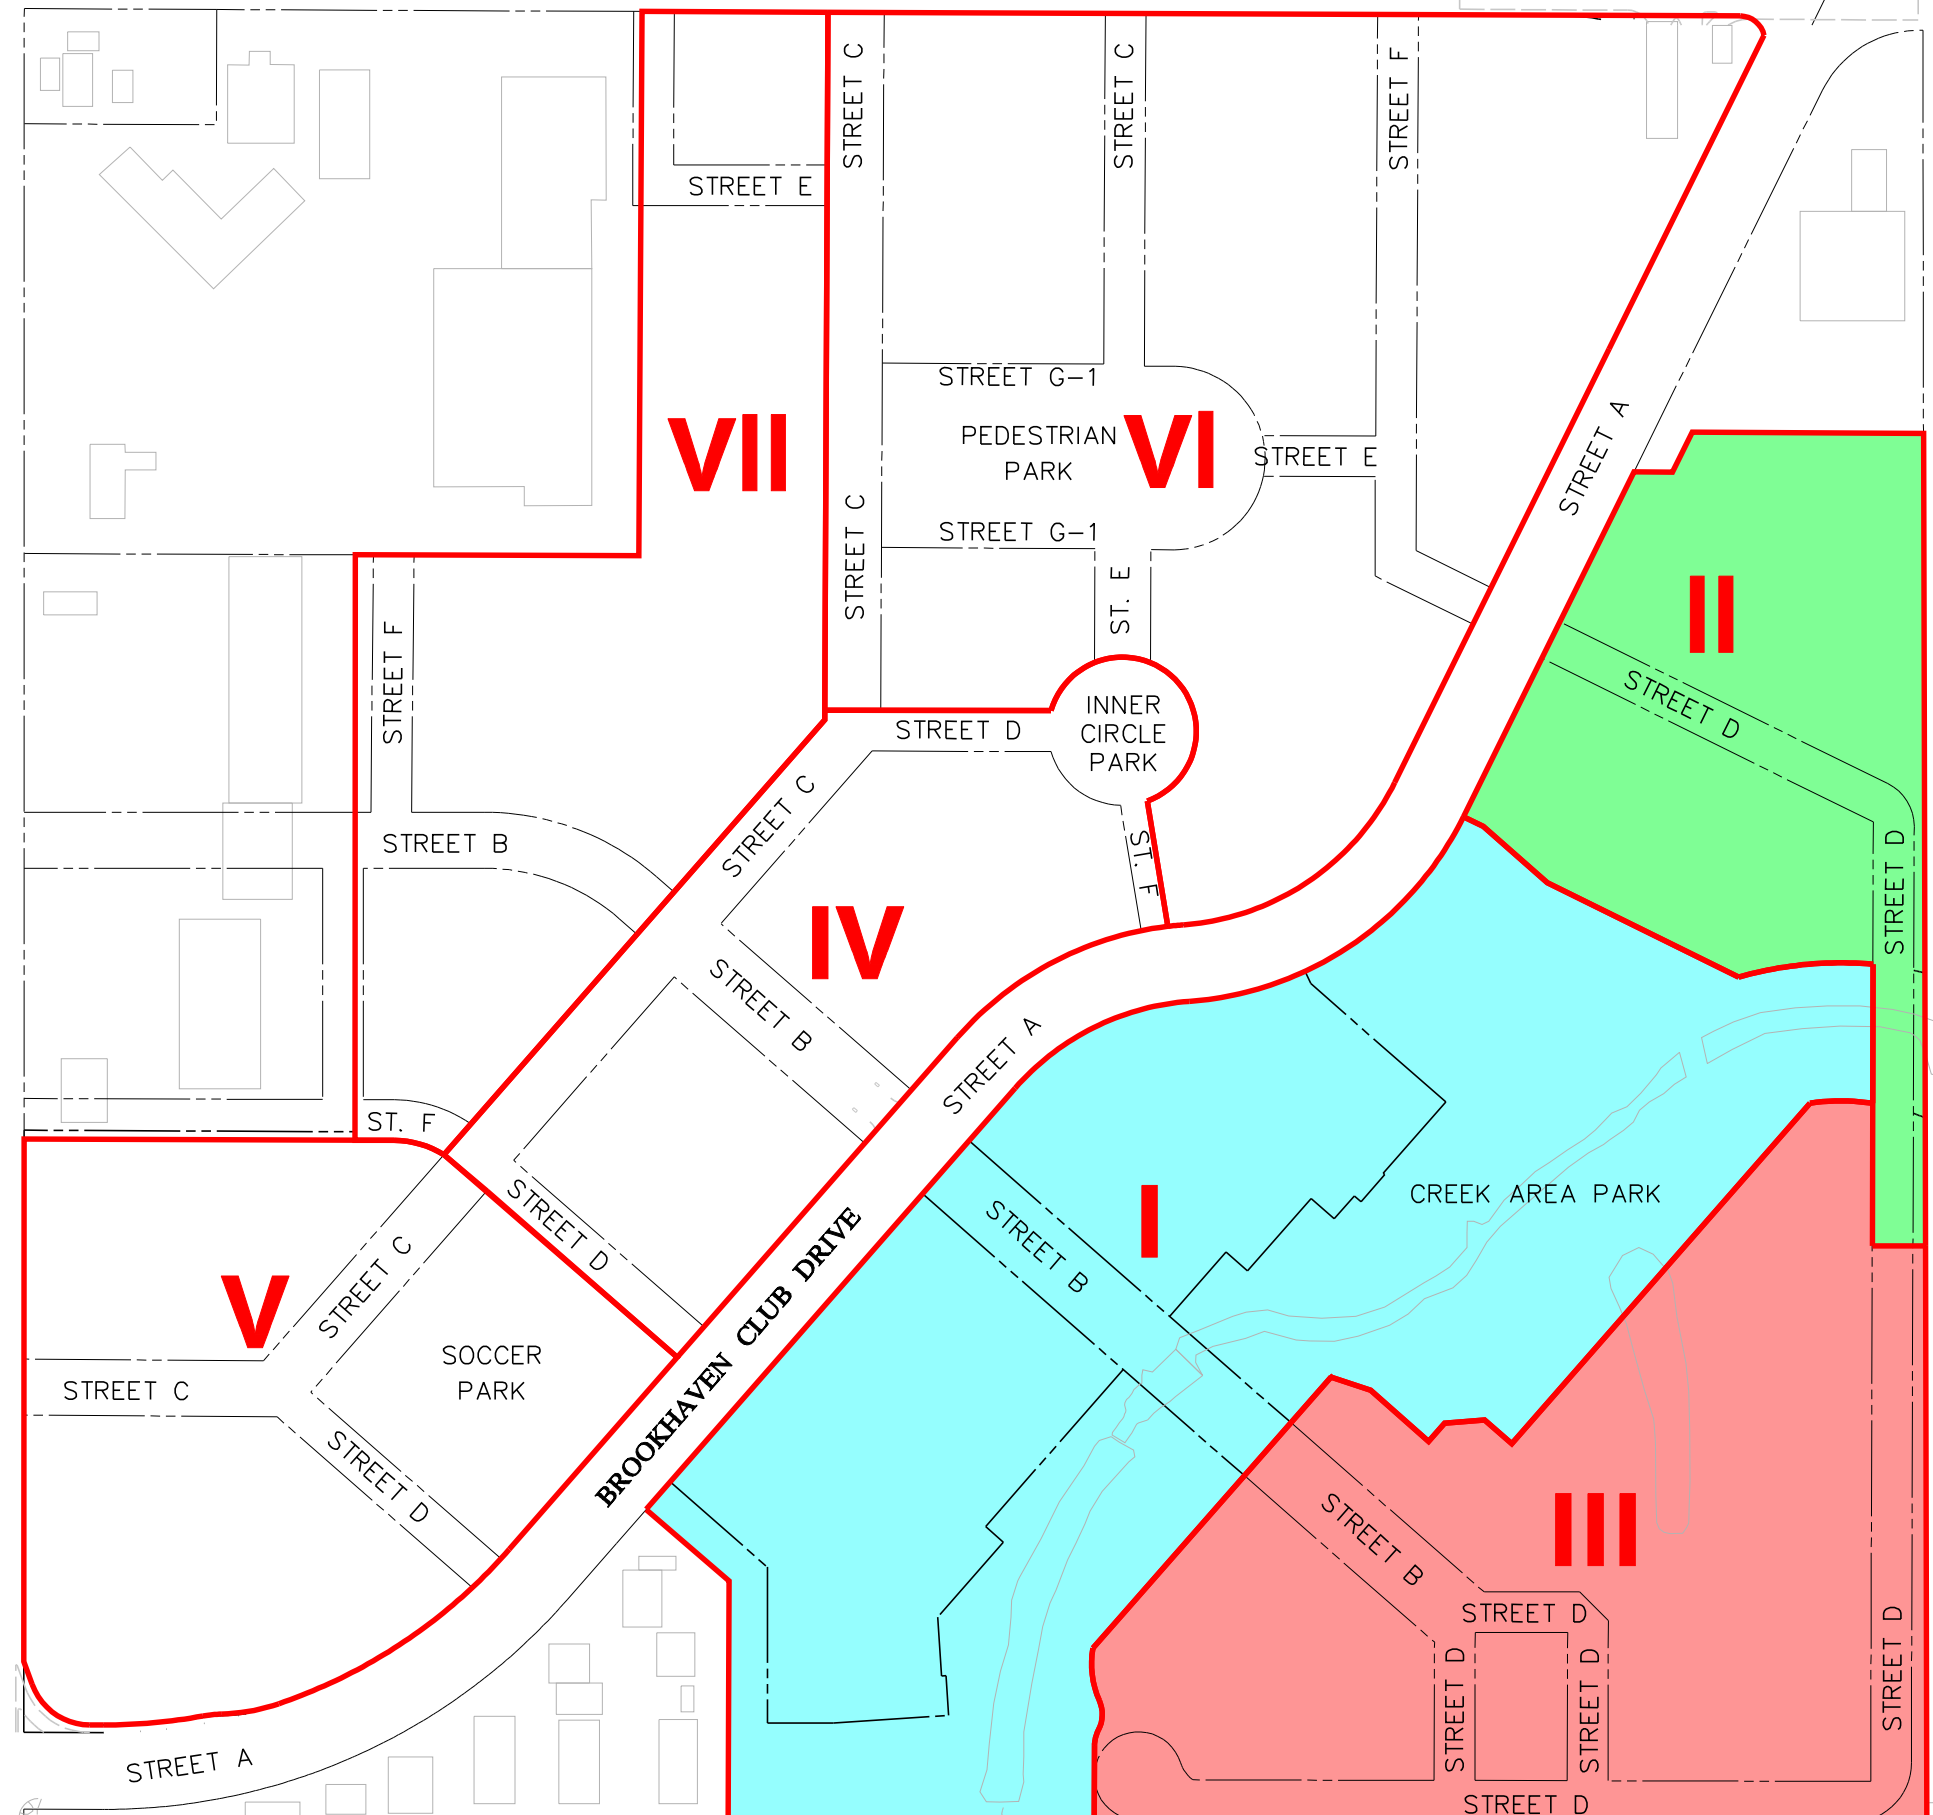 STREET C
STREET C
STREET F
STREET E
STREET G-1
STREET A
VII
PEDESTRIAN
PARK
VI
STREET E
STREET C
STREET G-1
ST. E
II
STREET F
STREET D
INNER
CIRCLE
PARK
STREET D
STREET C
STREET B
ST. F
STREET D
IV
STREET B
STREET A
ST. F
I
CREEK AREA PARK
STREET D
STREET B
BROOKHAVEN CLUB DRIVE
V
STREET C
SOCCER
PARK
STREET C
STREET D
III
STREET B
STREET D
STREET D
STREET D
STREET D
STREET A
STREET D